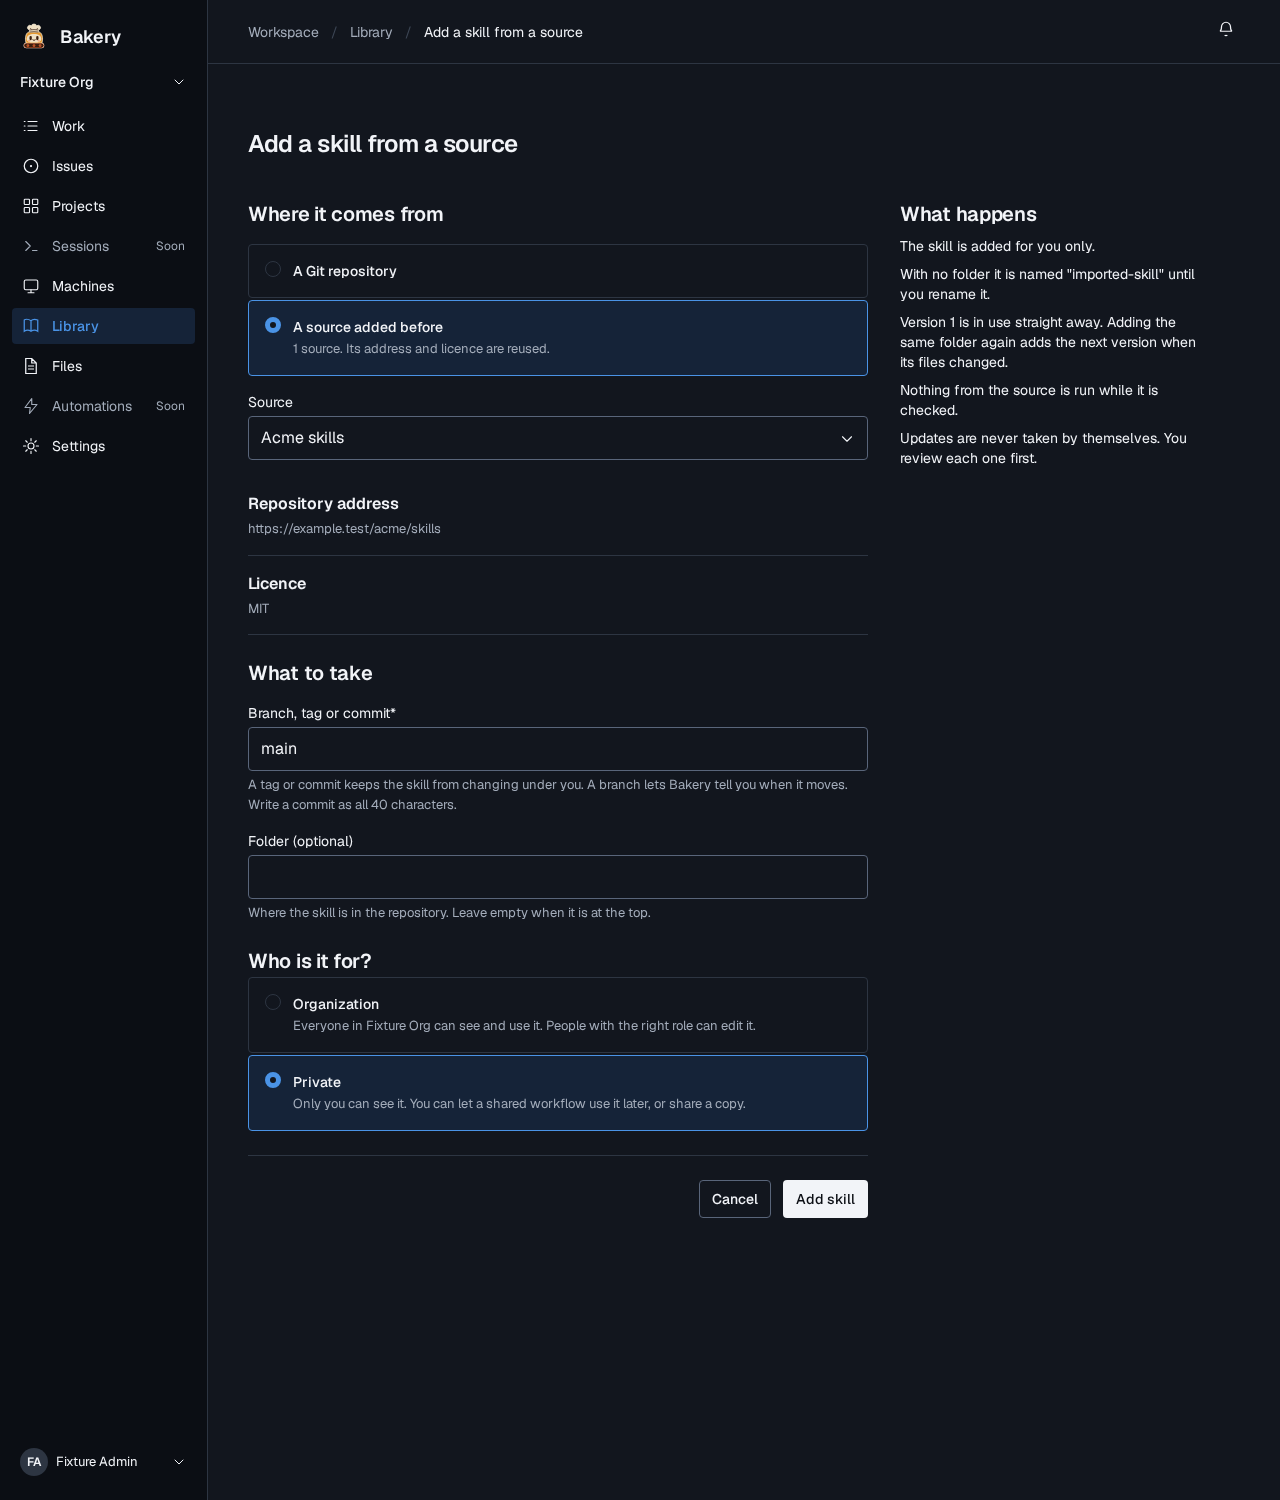 Bakery
Fixture Org
Work
Issues
Projects
Sessions Soon
Machines
Library
Files
Automations Soon
Settings
FA Fixture Admin
Workspace / Library / Add a skill from a source
Add a skill from a source
Where it comes from
A Git repository
A source added before
1 source. Its address and licence are reused.
Source
Acme skills
Repository address
https://example.test/acme/skills
Licence
MIT
What to take
Branch, tag or commit*
main
A tag or commit keeps the skill from changing under you. A branch lets Bakery tell you when it moves.
Write a commit as all 40 characters.
Folder (optional)
Where the skill is in the repository. Leave empty when it is at the top.
Who is it for?
Organization
Everyone in Fixture Org can see and use it. People with the right role can edit it.
Private
Only you can see it. You can let a shared workflow use it later, or share a copy.
Cancel
Add skill
What happens
The skill is added for you only.
With no folder it is named "imported-skill" until
you rename it.
Version 1 is in use straight away. Adding the
same folder again adds the next version when
its files changed.
Nothing from the source is run while it is
checked.
Updates are never taken by themselves. You
review each one first.